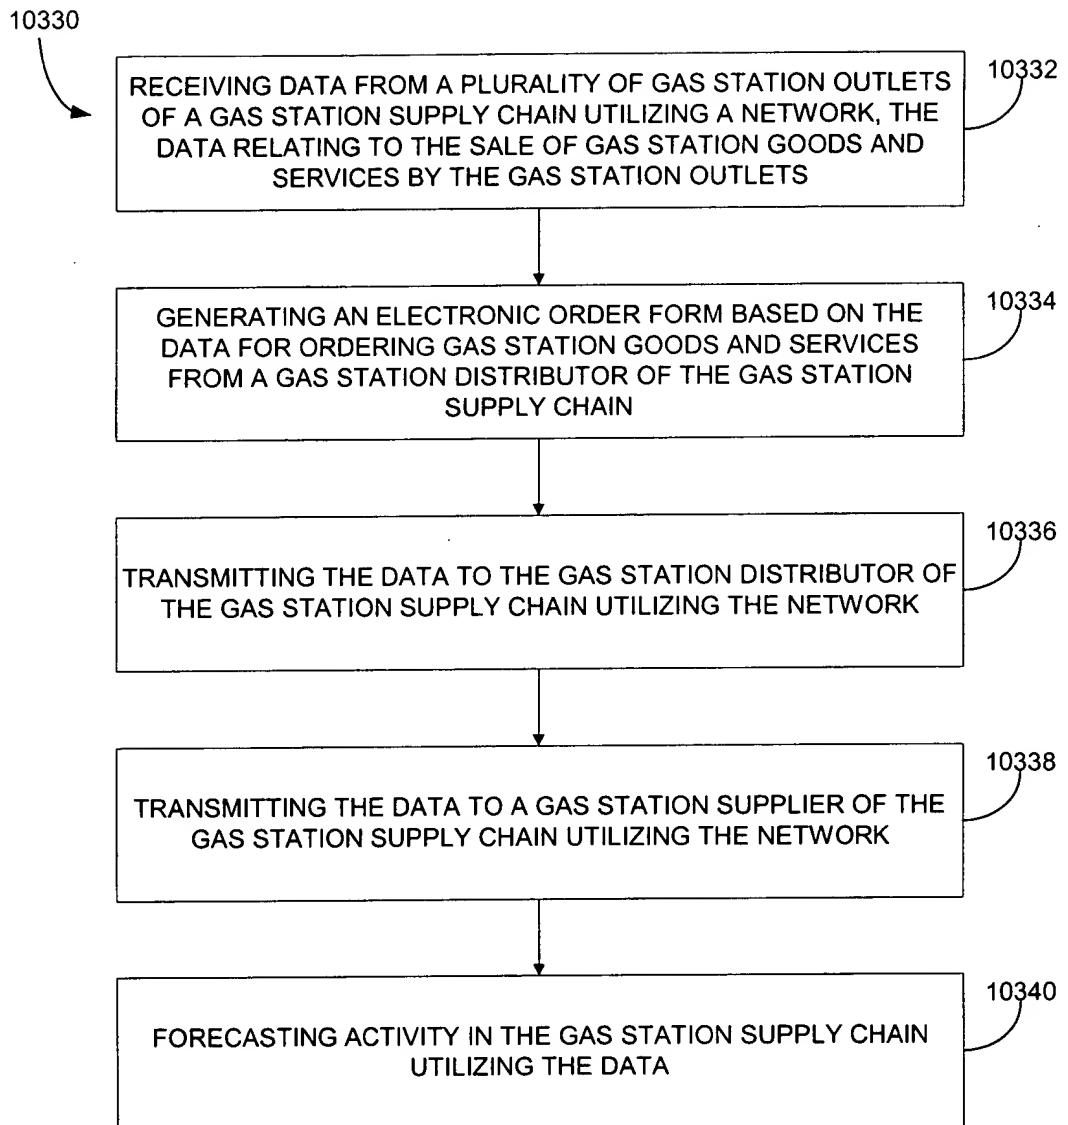 10330
10332
RECEIVING DATA FROM A PLURALITY OF GAS STATION OUTLETS
OF A GAS STATION SUPPLY CHAIN UTILIZING A NETWORK, THE
DATA RELATING TO THE SALE OF GAS STATION GOODS AND
SERVICES BY THE GAS STATION OUTLETS
10334
GENERATING AN ELECTRONIC ORDER FORM BASED ON THE
DATA FOR ORDERING GAS STATION GOODS AND SERVICES
FROM A GAS STATION DISTRIBUTOR OF THE GAS STATION
SUPPLY CHAIN
10336
TRANSMITTING THE DATA TO THE GAS STATION DISTRIBUTOR OF
THE GAS STATION SUPPLY CHAIN UTILIZING THE NETWORK
10338
TRANSMITTING THE DATA TO A GAS STATION SUPPLIER OF THE
GAS STATION SUPPLY CHAIN UTILIZING THE NETWORK
10340
FORECASTING ACTIVITY IN THE GAS STATION SUPPLY CHAIN
UTILIZING THE DATA